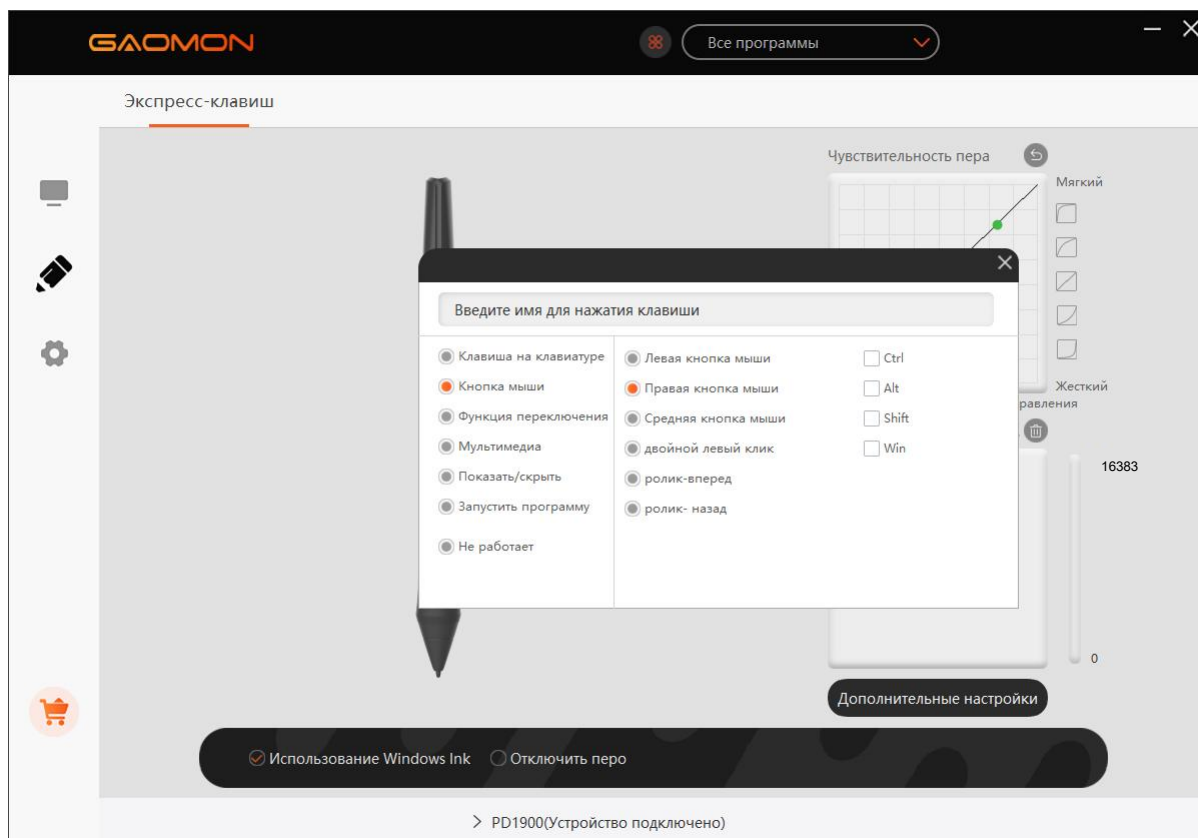 GAOMON
Все программы
Экспресс-клавиш
Чувствительность пера
Мягкий
Введите имя для нажатия клавиши
Клавиша на клавиатуре
Левая кнопка мыши
Ctrl
Кнопка мыши
Правая кнопка мыши
Alt
Жесткий
равления
Функция переключения
Средняя кнопка мыши
Shift
Мультимедиа
двойной левый клик
Win
16383
Показать/скрыть
ролик-вперед
Запустить программу
ролик- назад
Не работает
0
Дополнительные настройки
Использование Windows Ink
Отключить перо
PD1900(Устройство подключено)